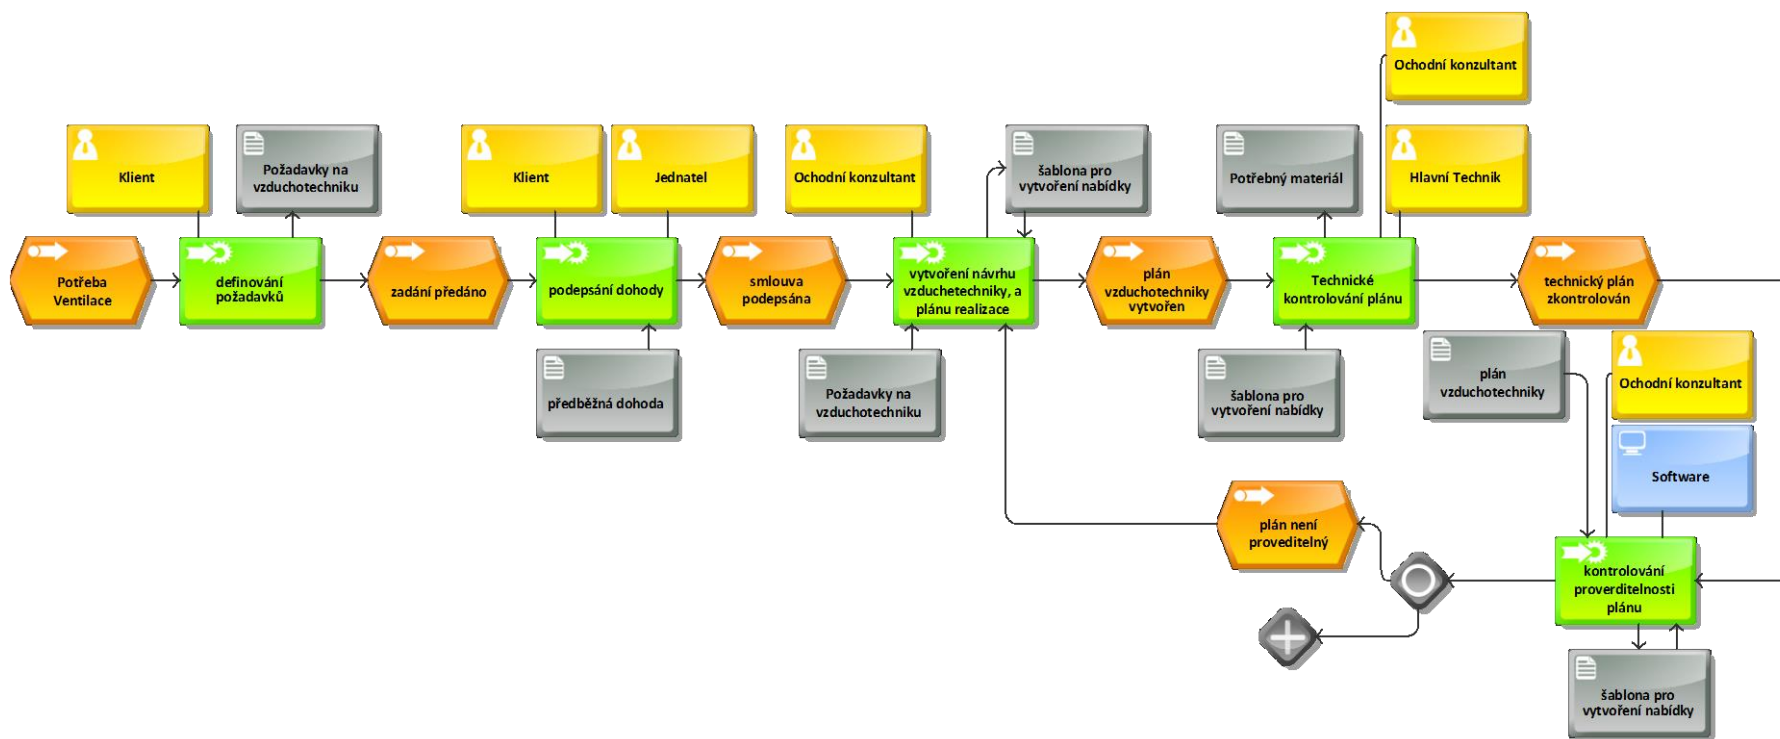 Ochodní konzultant
Klient
Požadavky na
vzduchotechniku
Klient
Jednatel
Ochodní konzultant
šablona pro
vytvoření nabídky
Potřebný materiál
Hlavní Technik
Potřeba
Ventilace
definování
požadavků
zadání předáno
podepsání dohody
smlouva
podepsána
vytvoření návrhu
vzduchetechniky, a
plánu realizace
plán
vzduchotechniky
vytvořen
Technické
kontrolování plánu
technický plán
zkontrolován
předběžná dohoda
Požadavky na
vzduchotechniku
šablona pro
vytvoření nabídky
plán
vzduchotechniky
Ochodní konzultant
Software
plán není
proveditelný
kontrolování
proverditelnosti
plánu
šablona pro
vytvoření nabídky